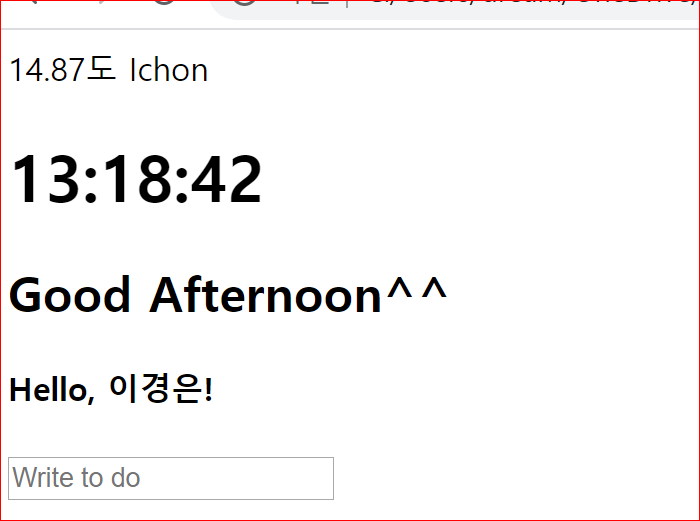 14.87도 Ichon
13:18:42
Good Afternoon^^
Hello, 이경은!
Write to do